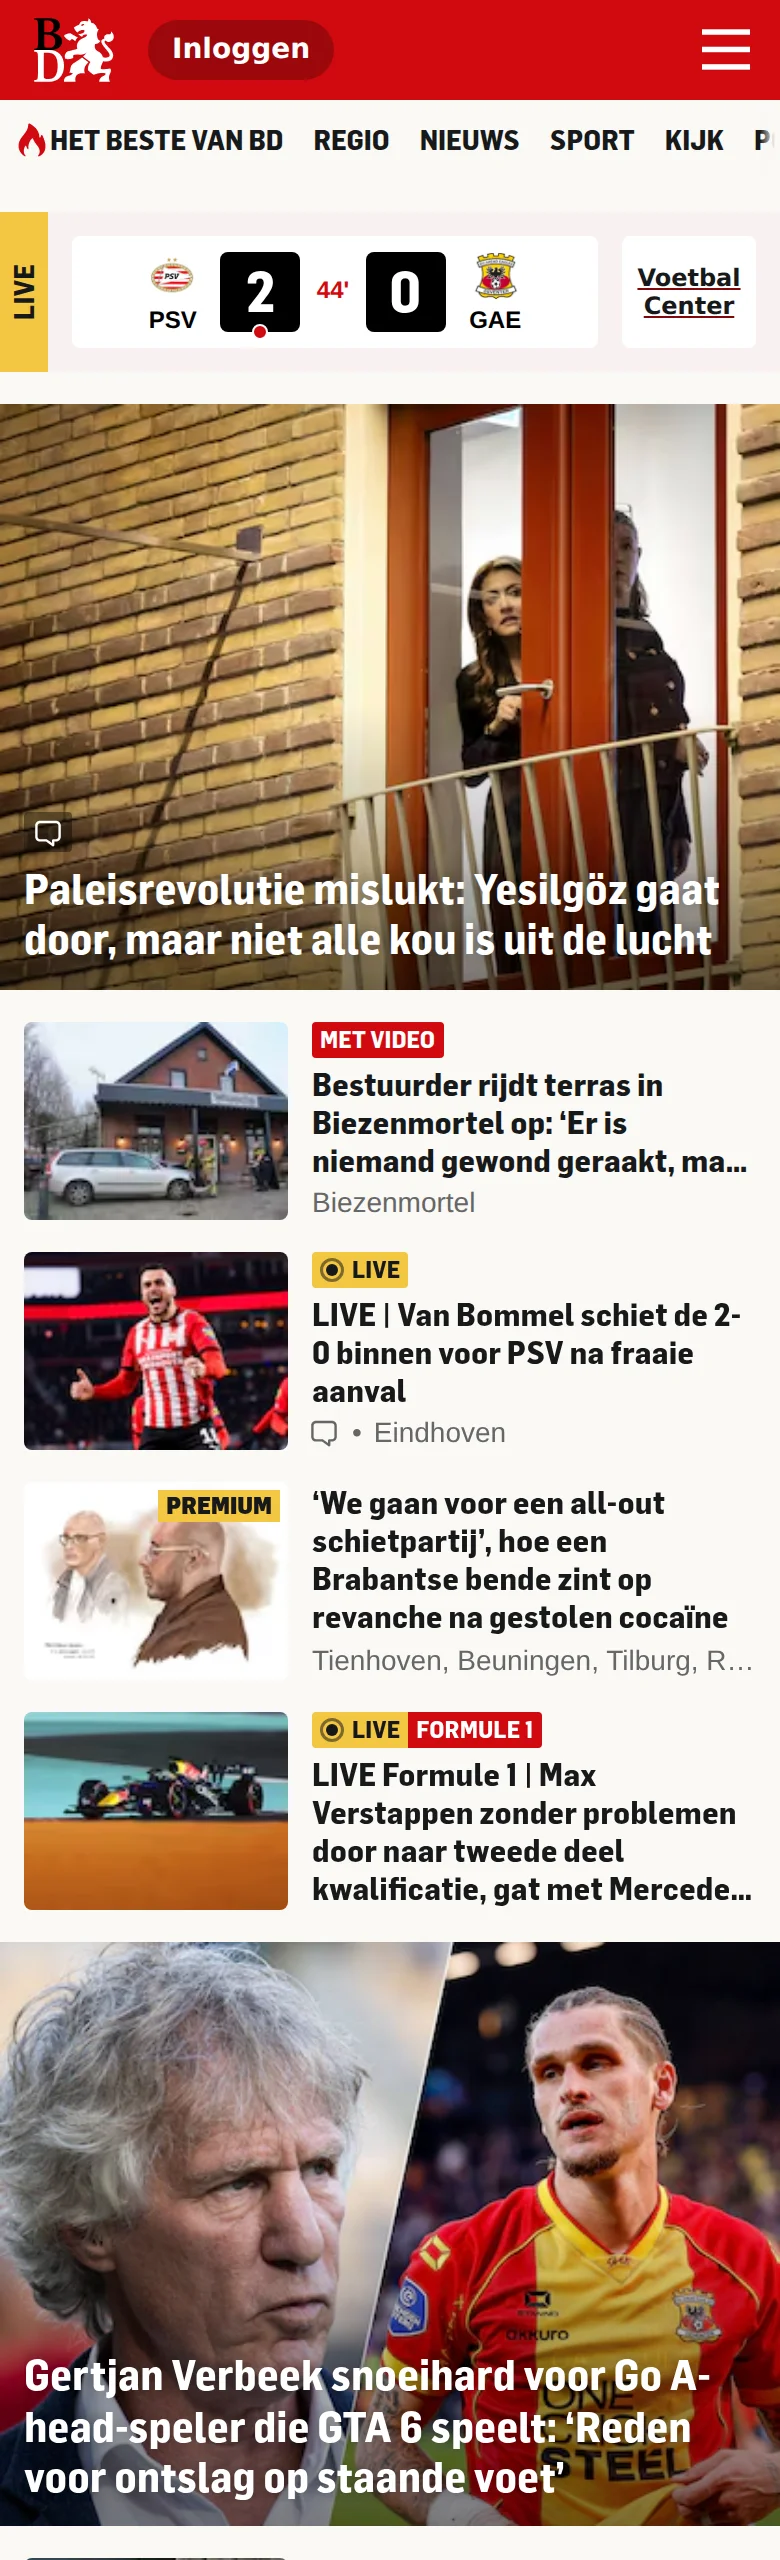 BD
Inloggen
HET BESTE VAN BD REGIO NIEUWS SPORT KIJK
LIVE
PSV
2
44'
0
GAE
Voetbal
Center
Paleisrevolutie mislukt: Yesilgöz gaat
door, maar niet alle kou is uit de lucht
MET VIDEO
Bestuurder rijdt terras in
Biezenmortel op: ‘Er is
niemand gewond geraakt, ma...
Biezenmortel
LIVE
LIVE | Van Bommel schiet de 2-
0 binnen voor PSV na fraaie
aanval
• Eindhoven
PREMIUM
‘We gaan voor een all-out
schietpartij’, hoe een
Brabantse bende zint op
revanche na gestolen cocaïne
Tienhoven, Beuningen, Tilburg, R...
LIVE FORMULE 1
LIVE Formule 1 | Max
Verstappen zonder problemen
door naar tweede deel
kwalificatie, gat met Mercede...
Gertjan Verbeek snoeihard voor Go A-
head-speler die GTA 6 speelt: ‘Reden
voor ontslag op staande voet’